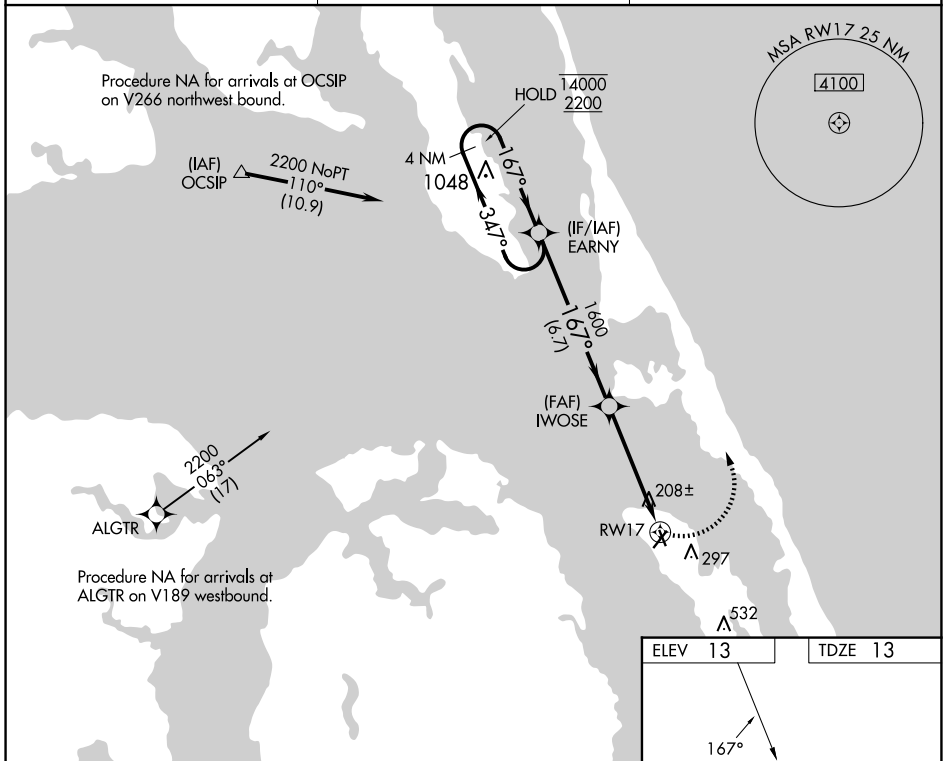 MSA RW17 25 NM
4100
Procedure NA for arrivals at OCSIP
on V266 northwest bound.
HOLD
14000
2200
4 NM
1048
167°
347°
(IAF)
OCSIP
2200 NoPT
110°
(10.9)
(IF/IAF)
EARNY
1600
167°
(6.7)
(FAF)
IWOSE
2200
063°
(17)
ALGTR
208±
RW17
297
Procedure NA for arrivals at
ALGTR on V189 westbound.
532
ELEV 13
TDZE 13
167°